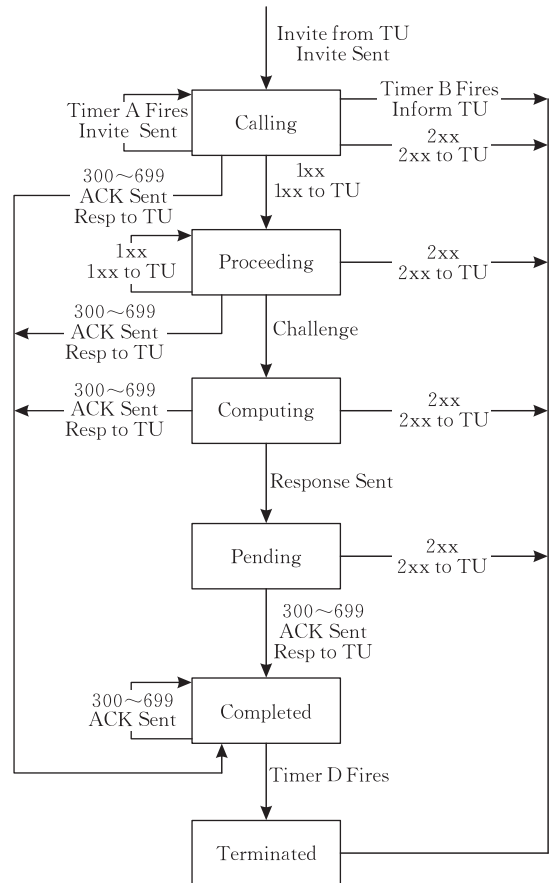 Invite from TU
Invite Sent
Timer A Fires
Invite Sent
Calling
Timer B Fires
Inform TU
2xx
2xx to TU
300～699
ACK Sent
Resp to TU
1xx
1xx to TU
1xx
1xx to TU
Proceeding
2xx
2xx to TU
300～699
ACK Sent
Resp to TU
Challenge
300～699
ACK Sent
Resp to TU
Computing
2xx
2xx to TU
Response Sent
Pending
2xx
2xx to TU
300～699
ACK Sent
Resp to TU
300～699
ACK Sent
Completed
Timer D Fires
Terminated